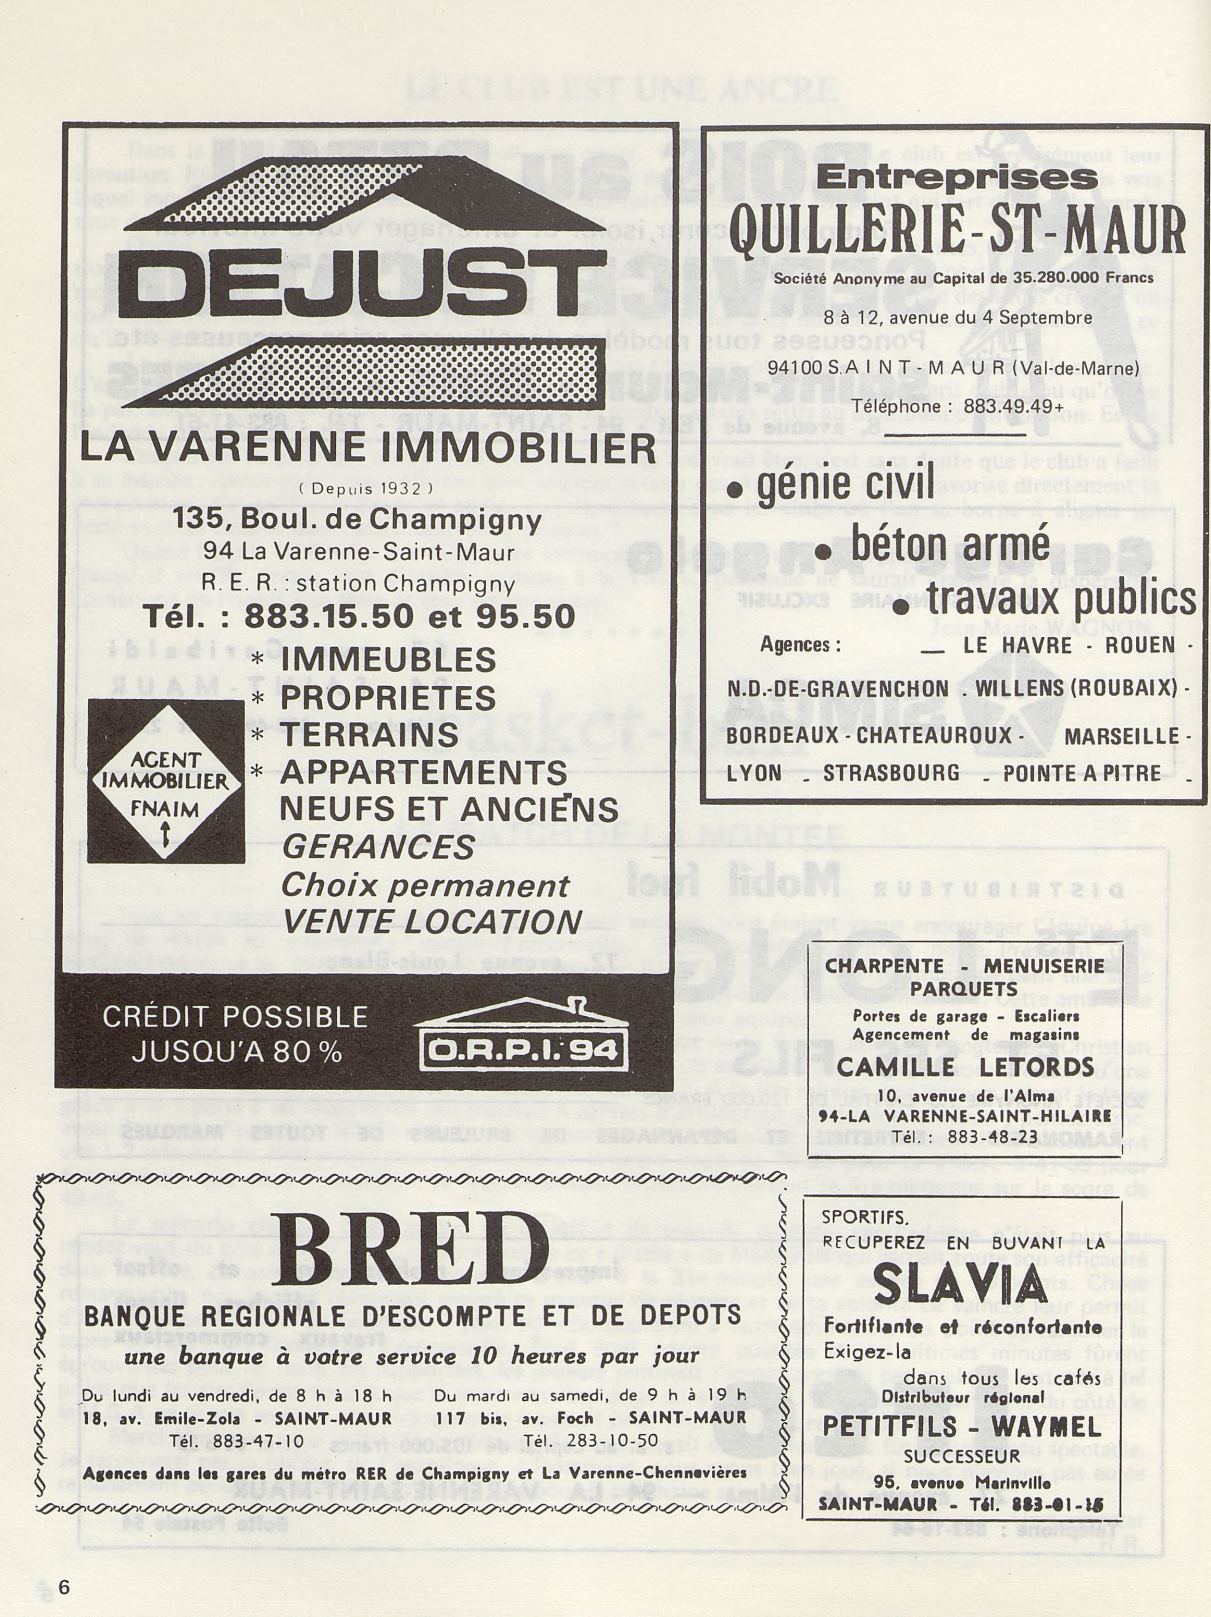 DEJUST
LA VARENNE IMMOBILIER
( Depuis 1932 )
135, Boul. de Champigny
94 La Varenne-Saint-Maur
R.E.R. : station Champigny
Tél. : 883.15.50 et 95.50
* IMMEUBLES
* PROPRIETES
* TERRAINS
* APPARTEMENTS
NEUFS ET ANCIENS
GERANCES
Choix permanent
VENTE LOCATION
AGENT
IMMOBILIER
FNAIM
CRÉDIT POSSIBLE
JUSQU'A 80 %
O.R.P.I. 94
Entreprises
QUILLERIE-ST-MAUR
Société Anonyme au Capital de 35.280.000 Francs
8 à 12, avenue du 4 Septembre
94100 SAINT-MAUR (Val-de-Marne)
Téléphone : 883.49.49+
• génie civil
• béton armé
• travaux publics
Agences : — LE HAVRE - ROUEN -
N.D.-DE-GRAVENCHON - WILLENS (ROUBAIX) -
BORDEAUX - CHATEAUROUX - MARSEILLE -
LYON - STRASBOURG - POINTE A PITRE -
CHARPENTE - MENUISERIE
PARQUETS
Portes de garage - Escaliers
Agencement de magasins
CAMILLE LETORDS
10, avenue de l'Alma
94-LA VARENNE-SAINT-HILAIRE
Tél. : 883-48-23
BRED
BANQUE REGIONALE D'ESCOMPTE ET DE DEPOTS
une banque à votre service 10 heures par jour
Du lundi au vendredi, de 8 h à 18 h
18, av. Emile-Zola - SAINT-MAUR
Tél. 883-47-10
Du mardi au samedi, de 9 h à 19 h
117 bis, av. Foch - SAINT-MAUR
Tél. 283-10-50
Agences dans les gares du métro RER de Champigny et La Varenne-Chennevières
SPORTIFS,
RECUPEREZ EN BUVANT LA
SLAVIA
Fortifiante et réconfortante
Exigez-la
dans tous les cafés
Distributeur régional
PETITFILS - WAYMEL
SUCCESSEUR
95, avenue Marinville
SAINT-MAUR - Tél. 883-01-15
6